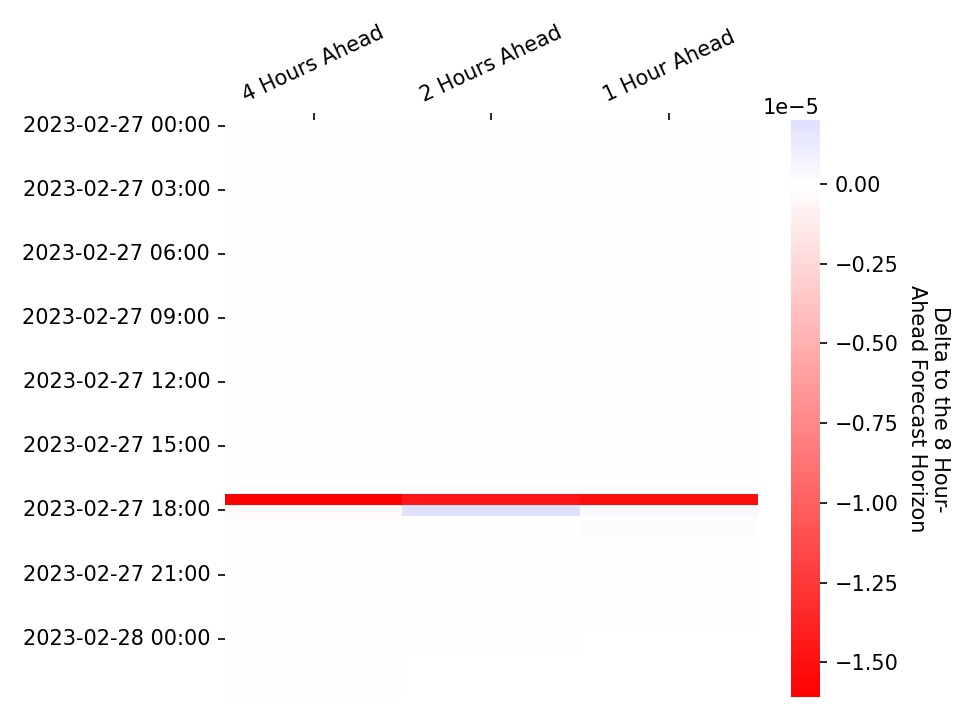 4 Hours Ahead
2 Hours Ahead
1 Hour Ahead
1e−5
2023-02-27 00:00
2023-02-27 03:00
2023-02-27 06:00
2023-02-27 09:00
2023-02-27 12:00
2023-02-27 15:00
2023-02-27 18:00
2023-02-27 21:00
2023-02-28 00:00
0.00
−0.25
−0.50
−0.75
−1.00
−1.25
−1.50
Delta to the 8 Hour-
Ahead Forecast Horizon